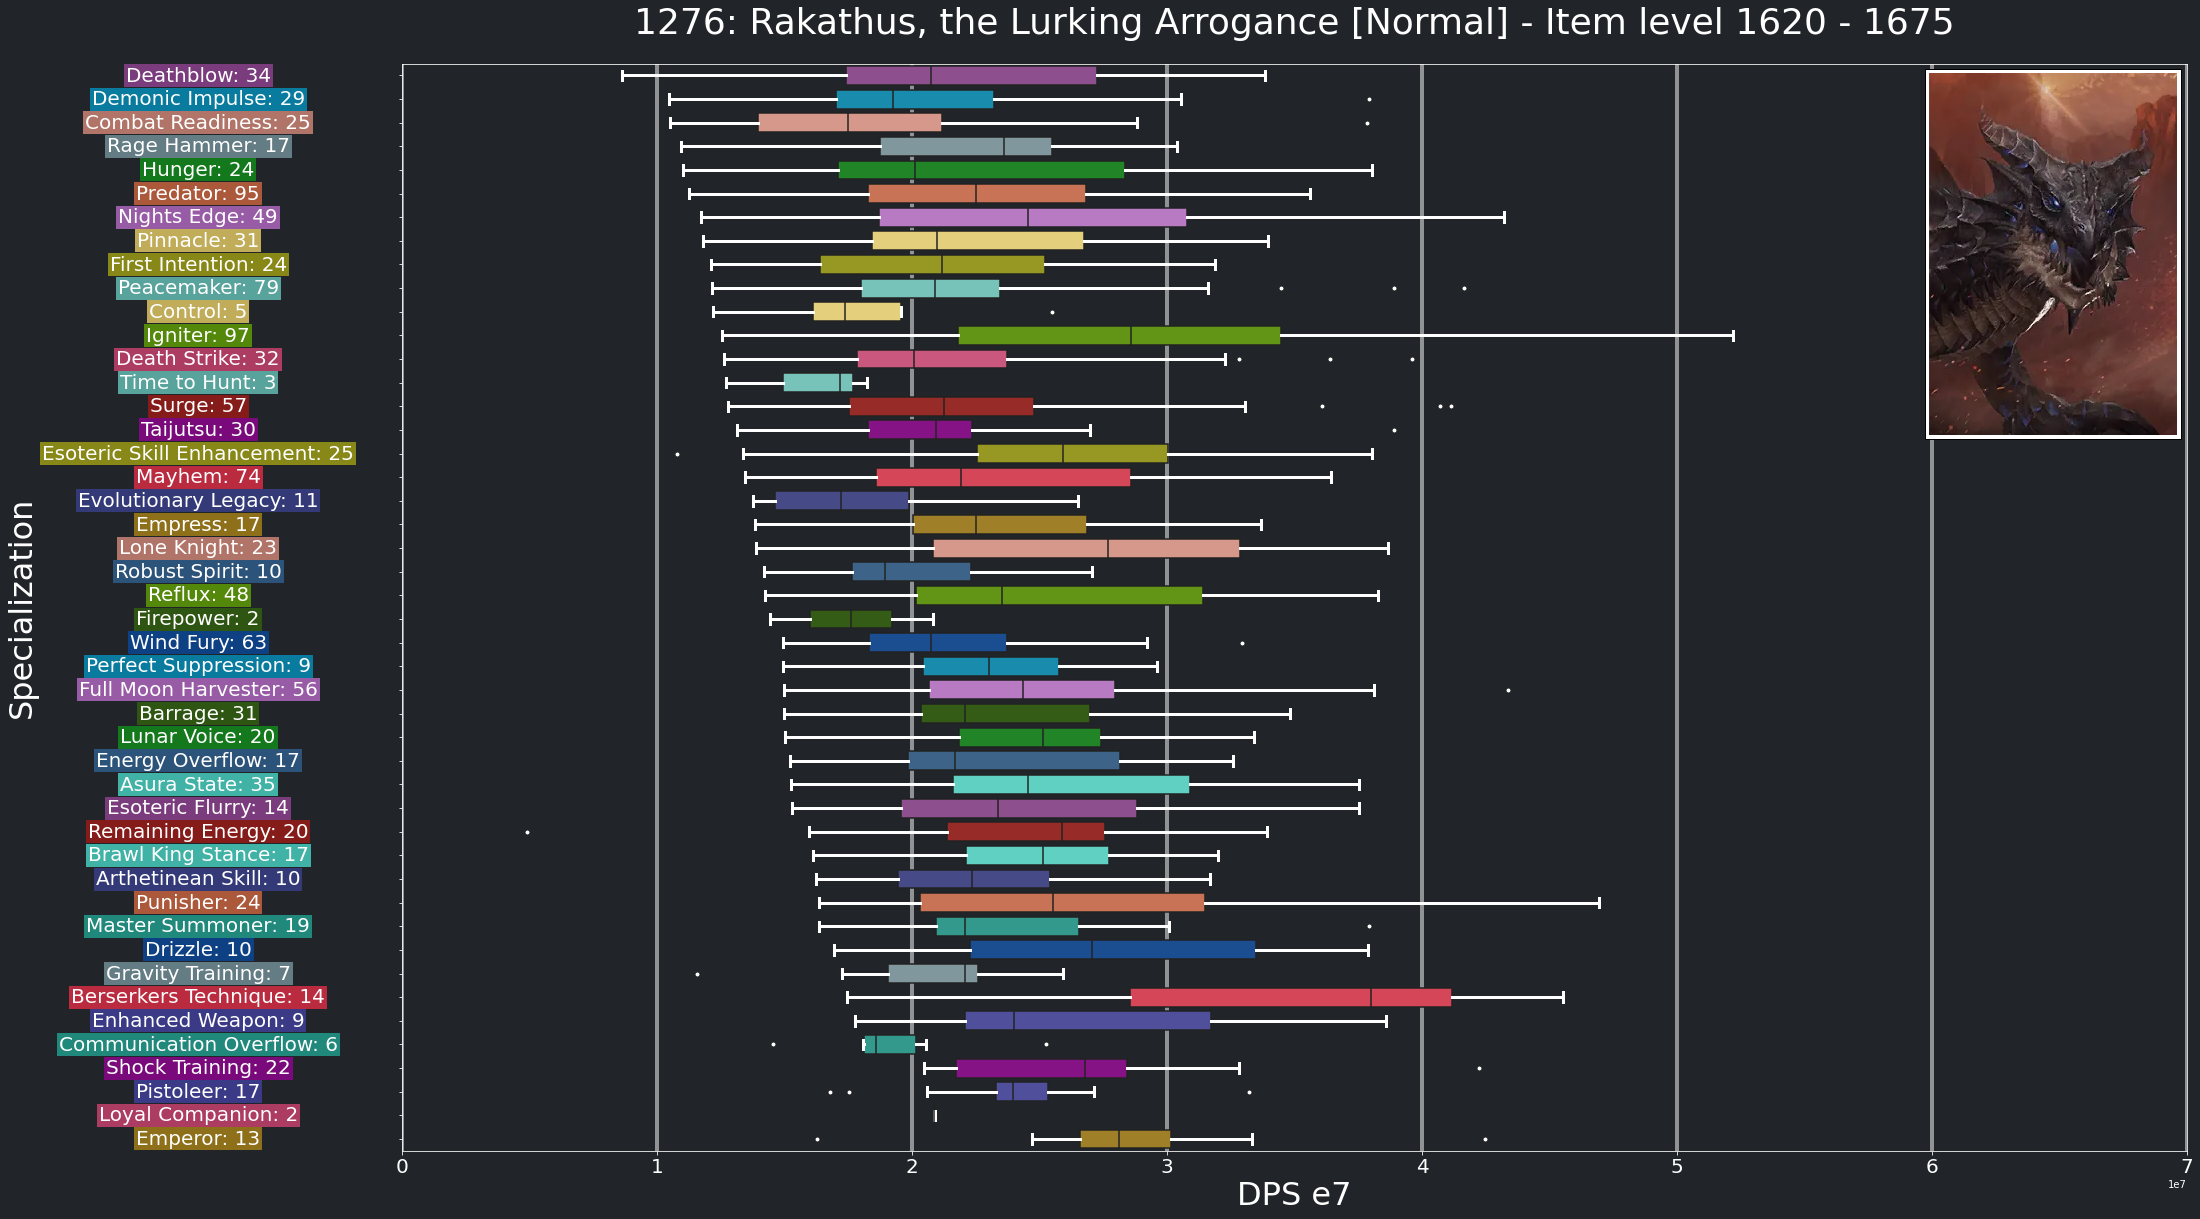 1276: Rakathus, the Lurking Arrogance [Normal] - Item level 1620 - 1675
Specialization
Deathblow: 34
Demonic Impulse: 29
Combat Readiness: 25
Rage Hammer: 17
Hunger: 24
Predator: 95
Nights Edge: 49
Pinnacle: 31
First Intention: 24
Peacemaker: 79
Control: 5
Igniter: 97
Death Strike: 32
Time to Hunt: 3
Surge: 57
Taijutsu: 30
Esoteric Skill Enhancement: 25
Mayhem: 74
Evolutionary Legacy: 11
Empress: 17
Lone Knight: 23
Robust Spirit: 10
Reflux: 48
Firepower: 2
Wind Fury: 63
Perfect Suppression: 9
Full Moon Harvester: 56
Barrage: 31
Lunar Voice: 20
Energy Overflow: 17
Asura State: 35
Esoteric Flurry: 14
Remaining Energy: 20
Brawl King Stance: 17
Arthetinean Skill: 10
Punisher: 24
Master Summoner: 19
Drizzle: 10
Gravity Training: 7
Berserkers Technique: 14
Enhanced Weapon: 9
Communication Overflow: 6
Shock Training: 22
Pistoleer: 17
Loyal Companion: 2
Emperor: 13
0 1 2 3 4 5 6 7
1e7
DPS e7